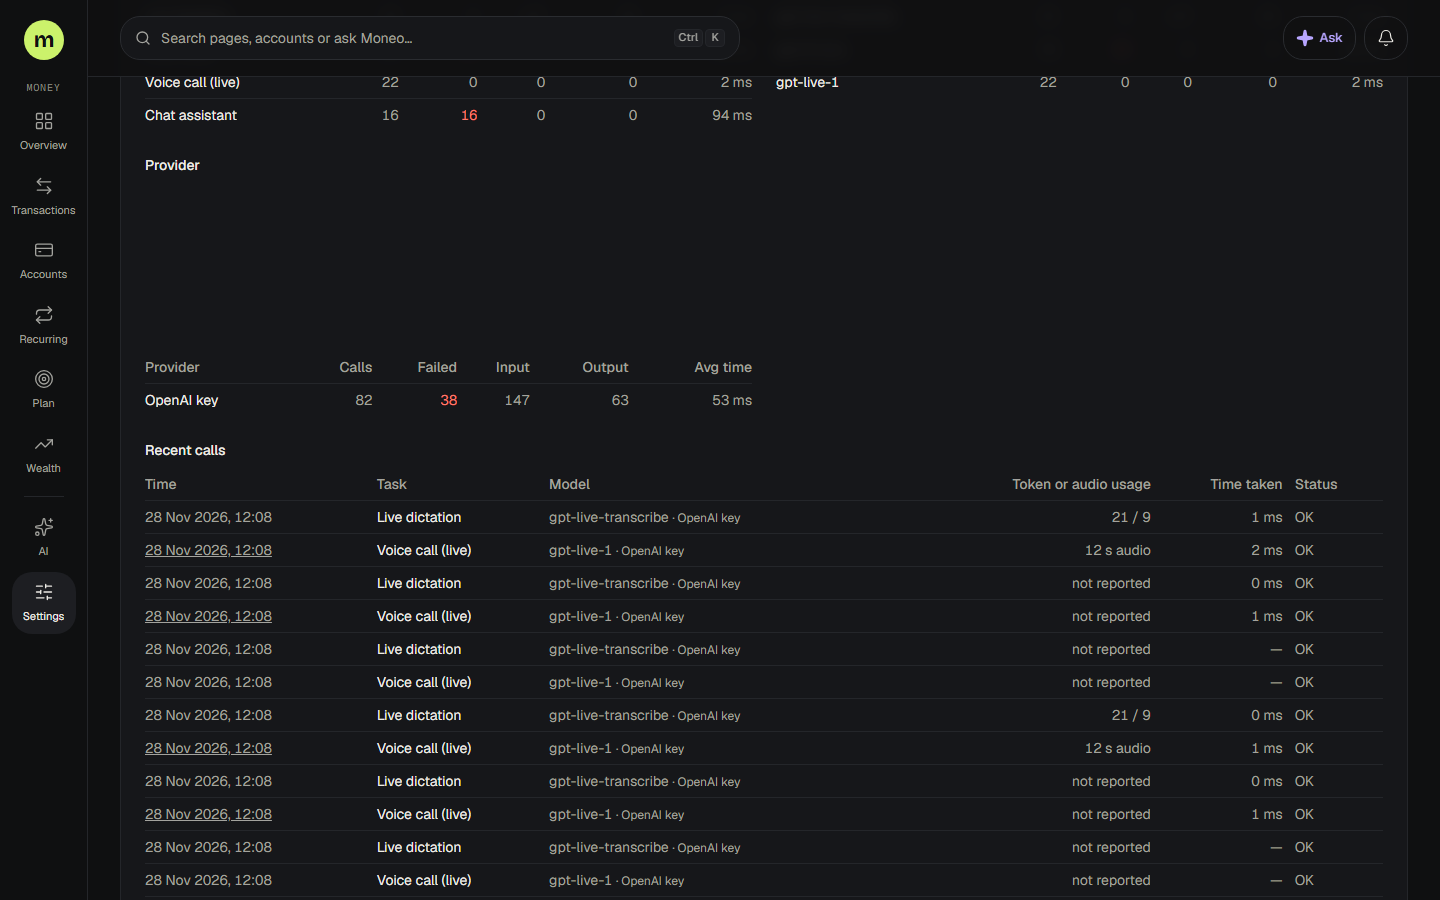 m
Search pages, accounts or ask Moneo... Ctrl K
Ask
MONEY
Overview
Transactions
Accounts
Recurring
Plan
Wealth
AI
Settings
Voice call (live) 22 0 0 0 2 ms
gpt-live-1 22 0 0 0 2 ms
Chat assistant 16 16 0 0 94 ms
Provider
Provider Calls Failed Input Output Avg time
OpenAI key 82 38 147 63 53 ms
Recent calls
Time Task Model Token or audio usage Time taken Status
28 Nov 2026, 12:08 Live dictation gpt-live-transcribe · OpenAI key 21 / 9 1 ms OK
28 Nov 2026, 12:08 Voice call (live) gpt-live-1 · OpenAI key 12 s audio 2 ms OK
28 Nov 2026, 12:08 Live dictation gpt-live-transcribe · OpenAI key not reported 0 ms OK
28 Nov 2026, 12:08 Voice call (live) gpt-live-1 · OpenAI key not reported 1 ms OK
28 Nov 2026, 12:08 Live dictation gpt-live-transcribe · OpenAI key not reported — OK
28 Nov 2026, 12:08 Voice call (live) gpt-live-1 · OpenAI key not reported — OK
28 Nov 2026, 12:08 Live dictation gpt-live-transcribe · OpenAI key 21 / 9 0 ms OK
28 Nov 2026, 12:08 Voice call (live) gpt-live-1 · OpenAI key 12 s audio 1 ms OK
28 Nov 2026, 12:08 Live dictation gpt-live-transcribe · OpenAI key not reported 0 ms OK
28 Nov 2026, 12:08 Voice call (live) gpt-live-1 · OpenAI key not reported 1 ms OK
28 Nov 2026, 12:08 Live dictation gpt-live-transcribe · OpenAI key not reported — OK
28 Nov 2026, 12:08 Voice call (live) gpt-live-1 · OpenAI key not reported — OK